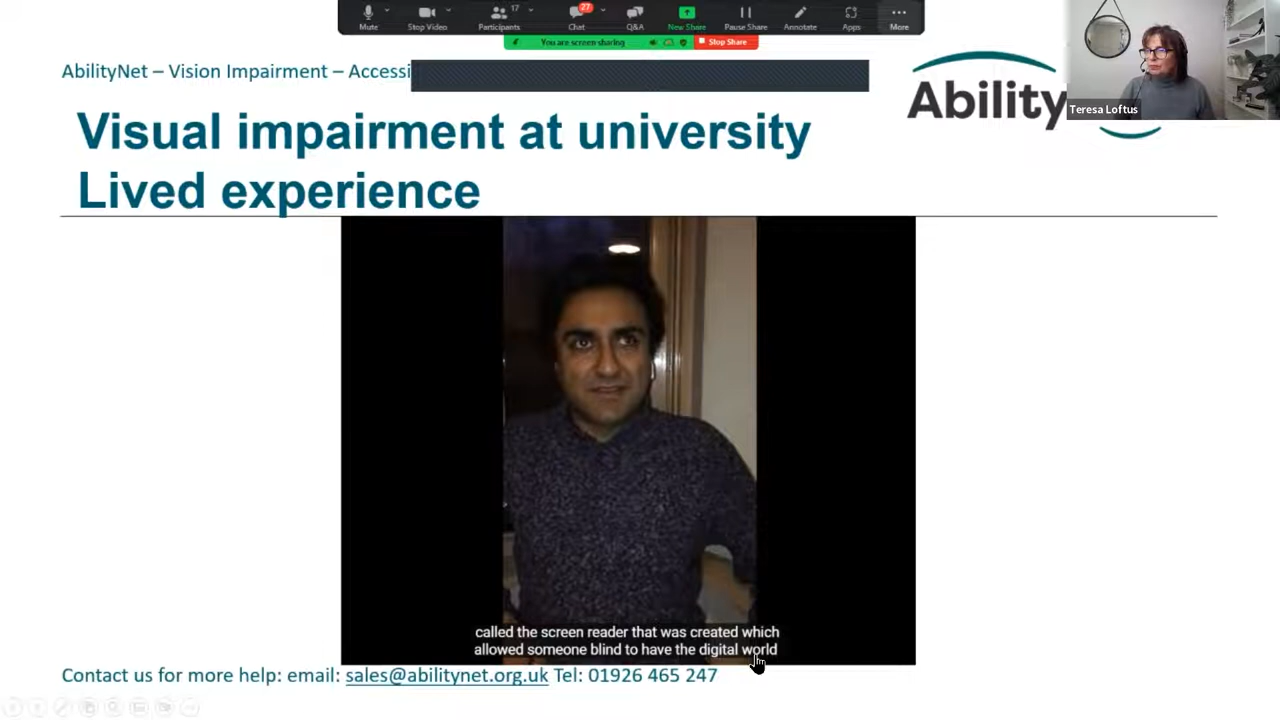 Mute
Stop Video
Participants
17
Chat
27
Q&A
New Share
Pause Share
Annotate
Apps
More
You are screen sharing
Stop Share
AbilityNet – Vision Impairment – Accessi
Ability
Teresa Loftus
Visual impairment at university
Lived experience
called the screen reader that was created which
allowed someone blind to have the digital world
Contact us for more help: email: sales@abilitynet.org.uk Tel: 01926 465 247